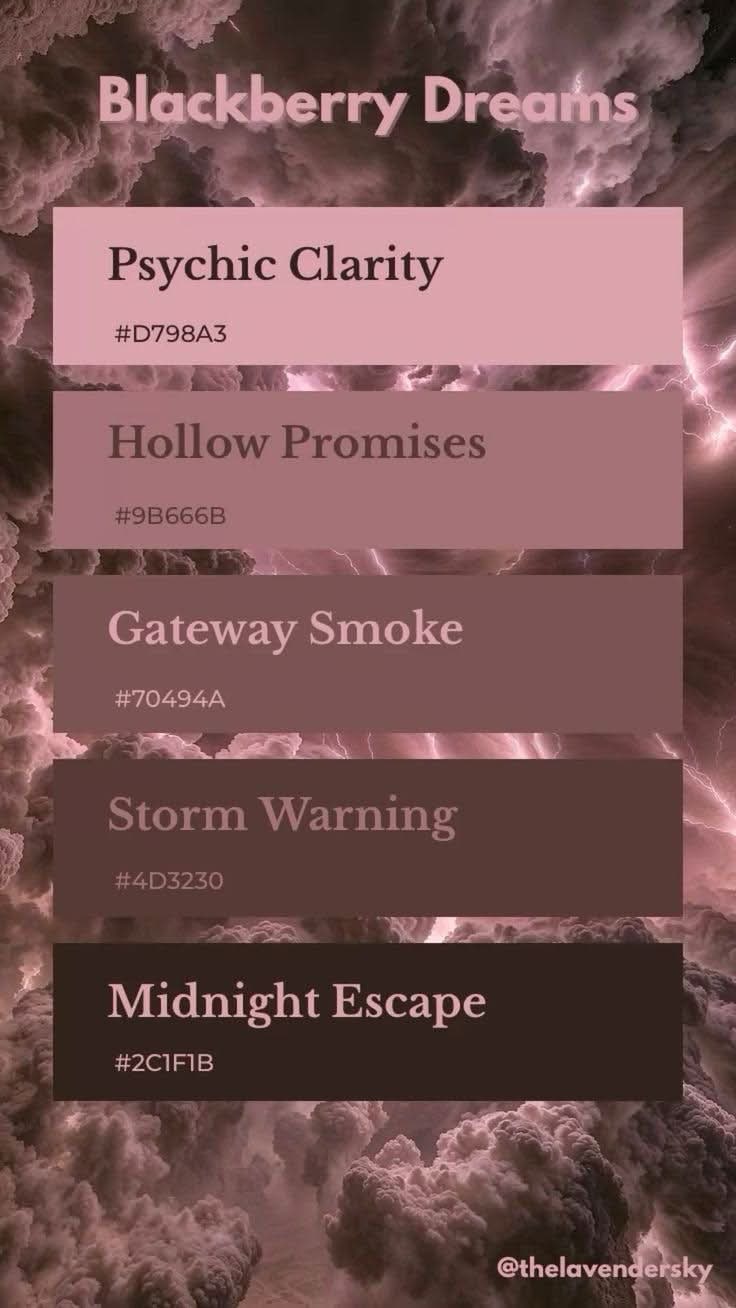 Blackberry Dreams
Psychic Clarity
#D798A3
Hollow Promises
#9B666B
Gateway Smoke
#70494A
Storm Warning
#4D3230
Midnight Escape
#2C1F1B
@thelavendersky